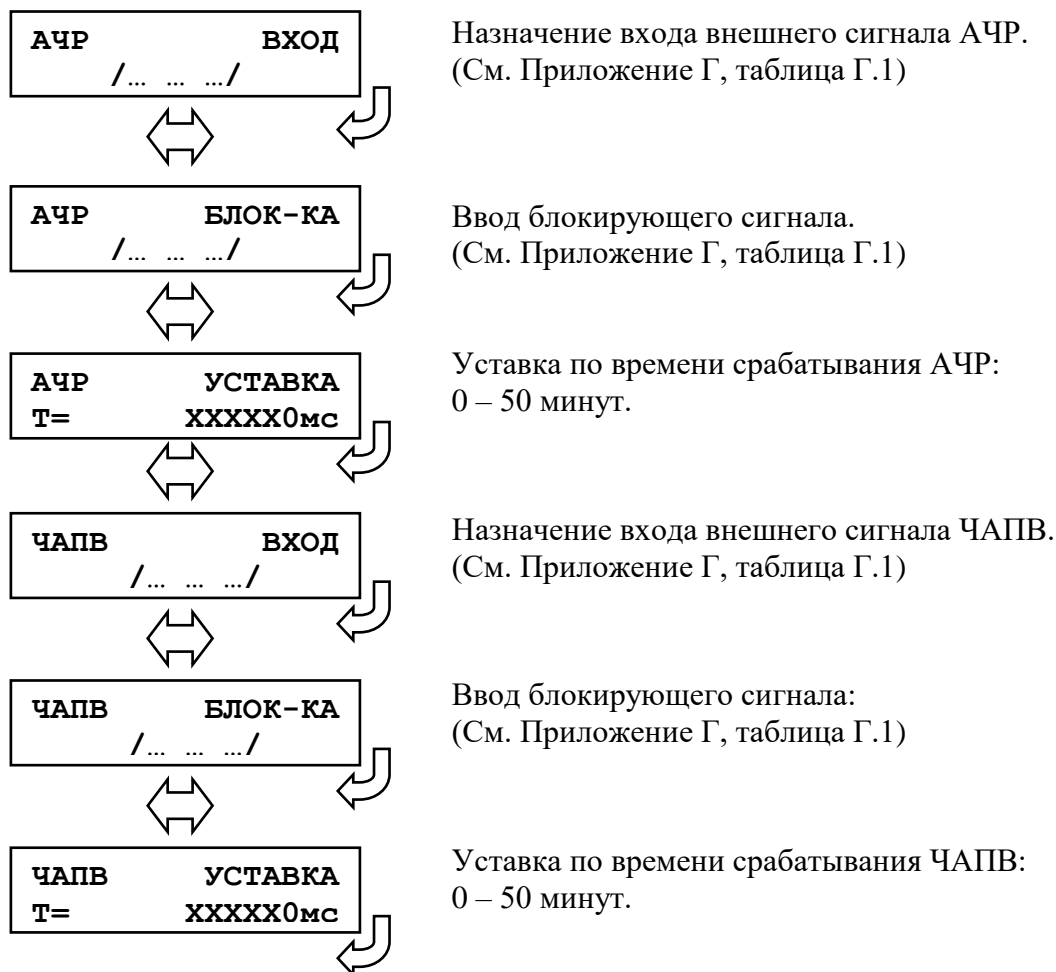 АЧР ВХОД
/… … …/
Назначение входа внешнего сигнала АЧР.
(См. Приложение Г, таблица Г.1)
АЧР БЛОК-КА
/… … …/
Ввод блокирующего сигнала.
(См. Приложение Г, таблица Г.1)
АЧР УСТАВКА
Т= ХХХХХ0мс
Уставка по времени срабатывания АЧР:
0 – 50 минут.
ЧАПВ ВХОД
/… … …/
Назначение входа внешнего сигнала ЧАПВ.
(См. Приложение Г, таблица Г.1)
ЧАПВ БЛОК-КА
/… … …/
Ввод блокирующего сигнала:
(См. Приложение Г, таблица Г.1)
ЧАПВ УСТАВКА
Т= ХХХХХ0мс
Уставка по времени срабатывания ЧАПВ:
0 – 50 минут.